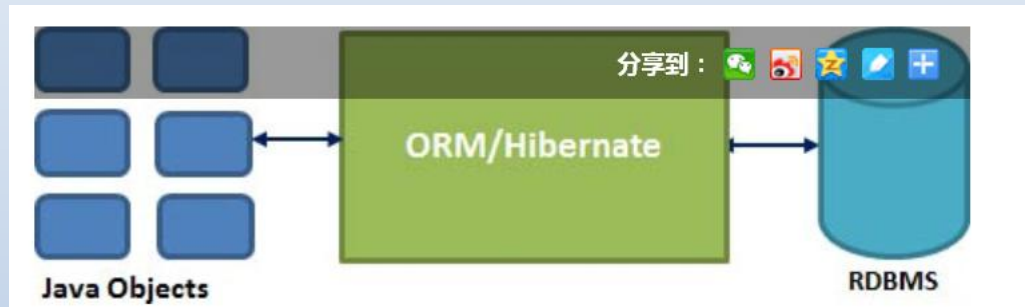 分享到：
ORM/Hibernate
Java Objects
RDBMS